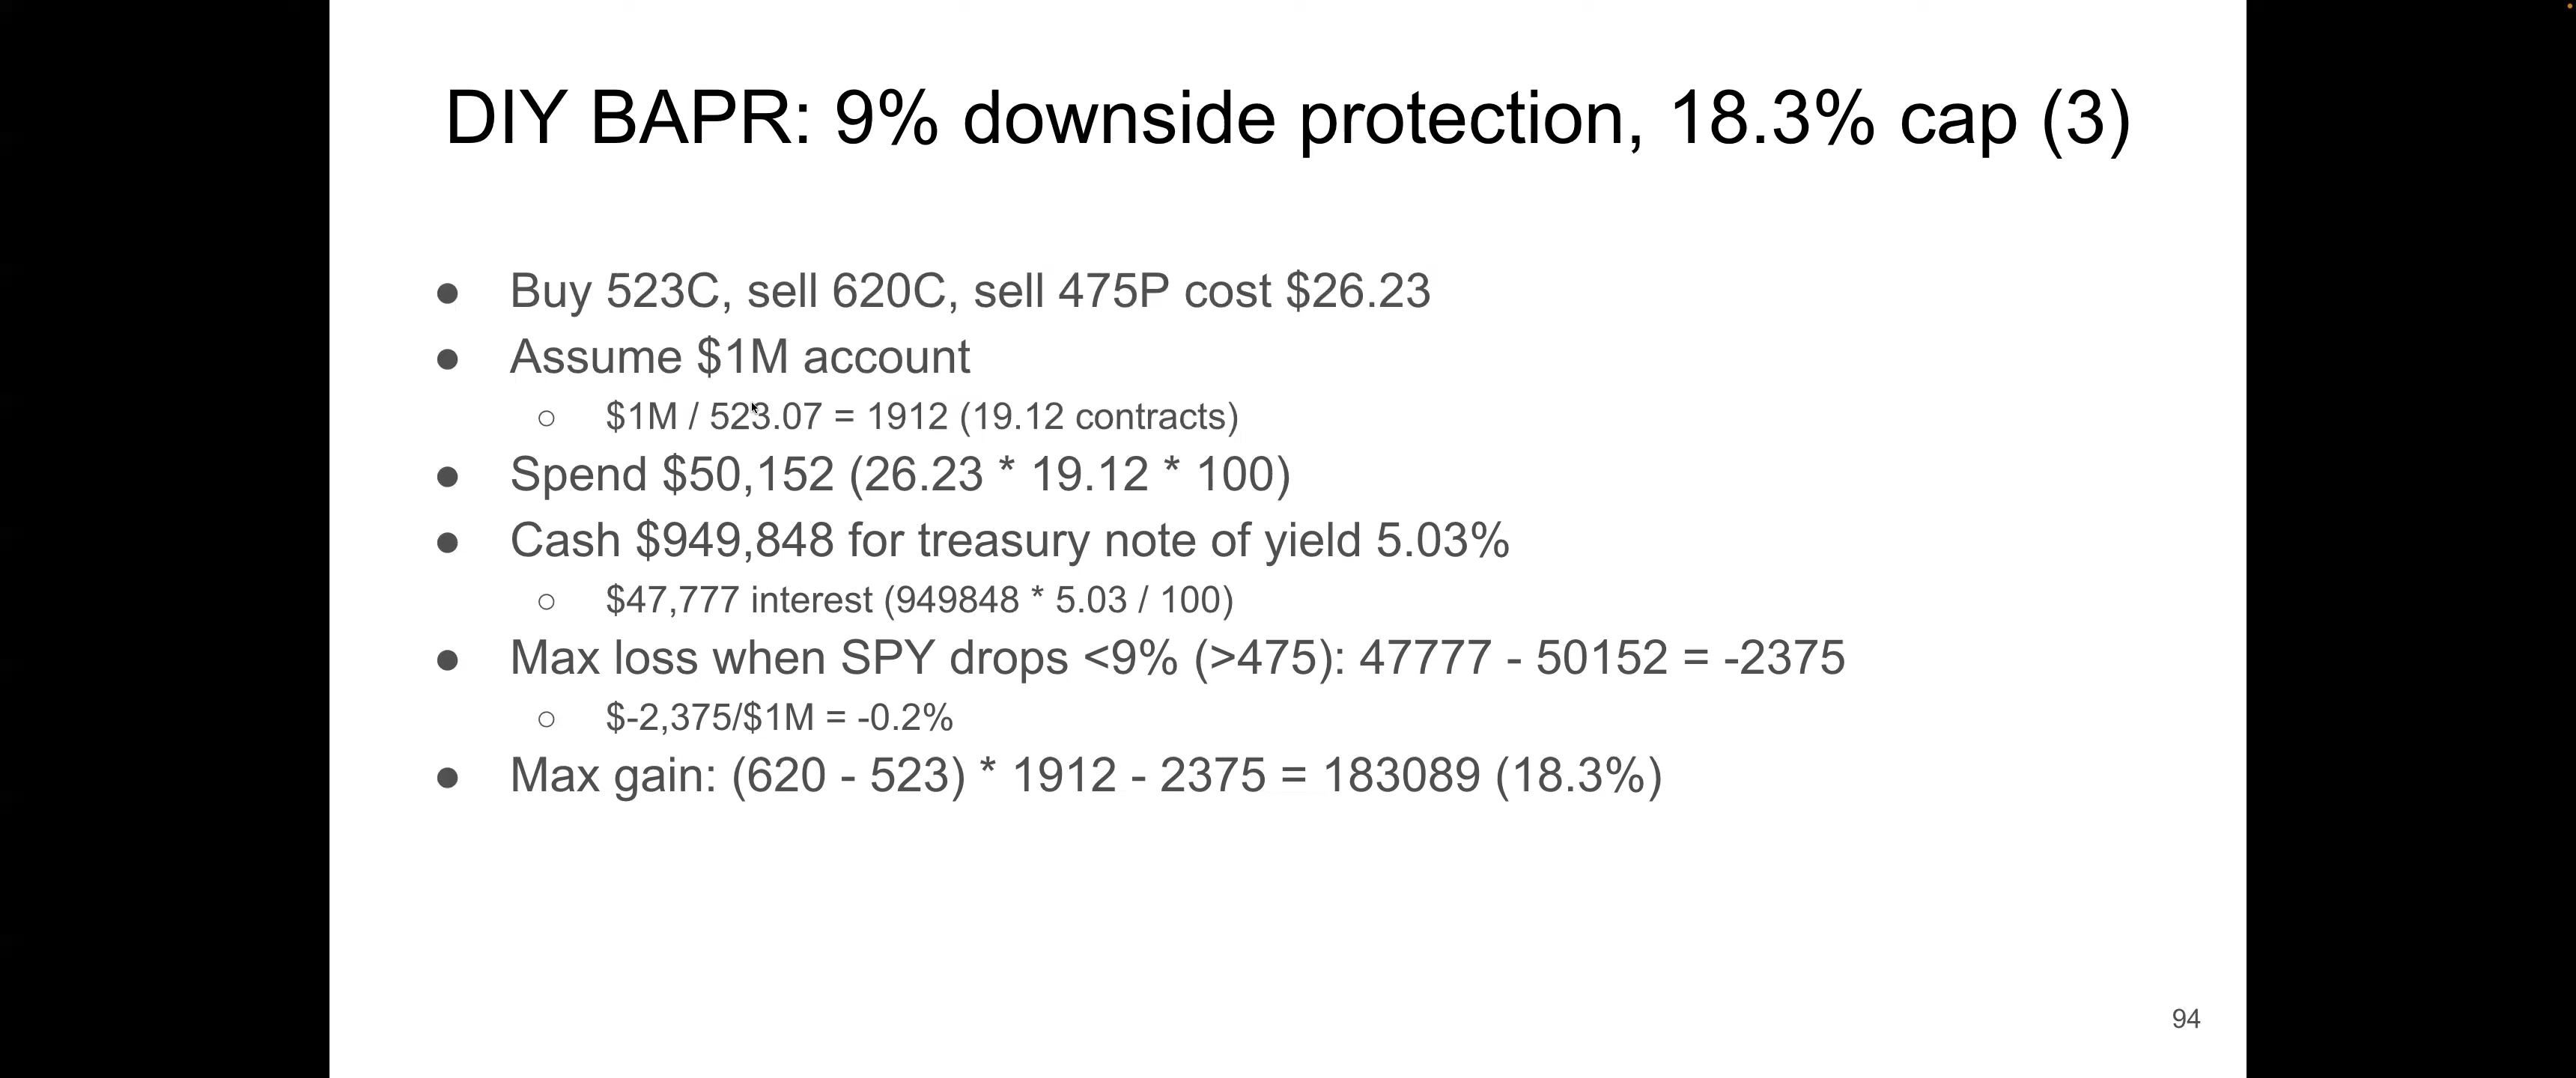 DIY BAPR: 9% downside protection, 18.3% cap (3)
● Buy 523C, sell 620C, sell 475P cost $26.23
● Assume $1M account
○ $1M / 523.07 = 1912 (19.12 contracts)
● Spend $50,152 (26.23 * 19.12 * 100)
● Cash $949,848 for treasury note of yield 5.03%
○ $47,777 interest (949848 * 5.03 / 100)
● Max loss when SPY drops <9% (>475): 47777 - 50152 = -2375
○ $-2,375/$1M = -0.2%
● Max gain: (620 - 523) * 1912 - 2375 = 183089 (18.3%)
94